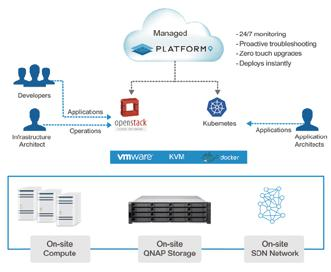 Managed
PLATFORM9
- 24/7 monitoring
- Proactive troubleshooting
- Zero touch upgrades
- Deploys instantly
Developers
Applications
Operations
Infrastructure
Architect
openstack
Kubernetes
Applications
Application
Architects
vmware
KVM
docker
On-site
Compute
On-site
QNAP Storage
On-site
SDN Network